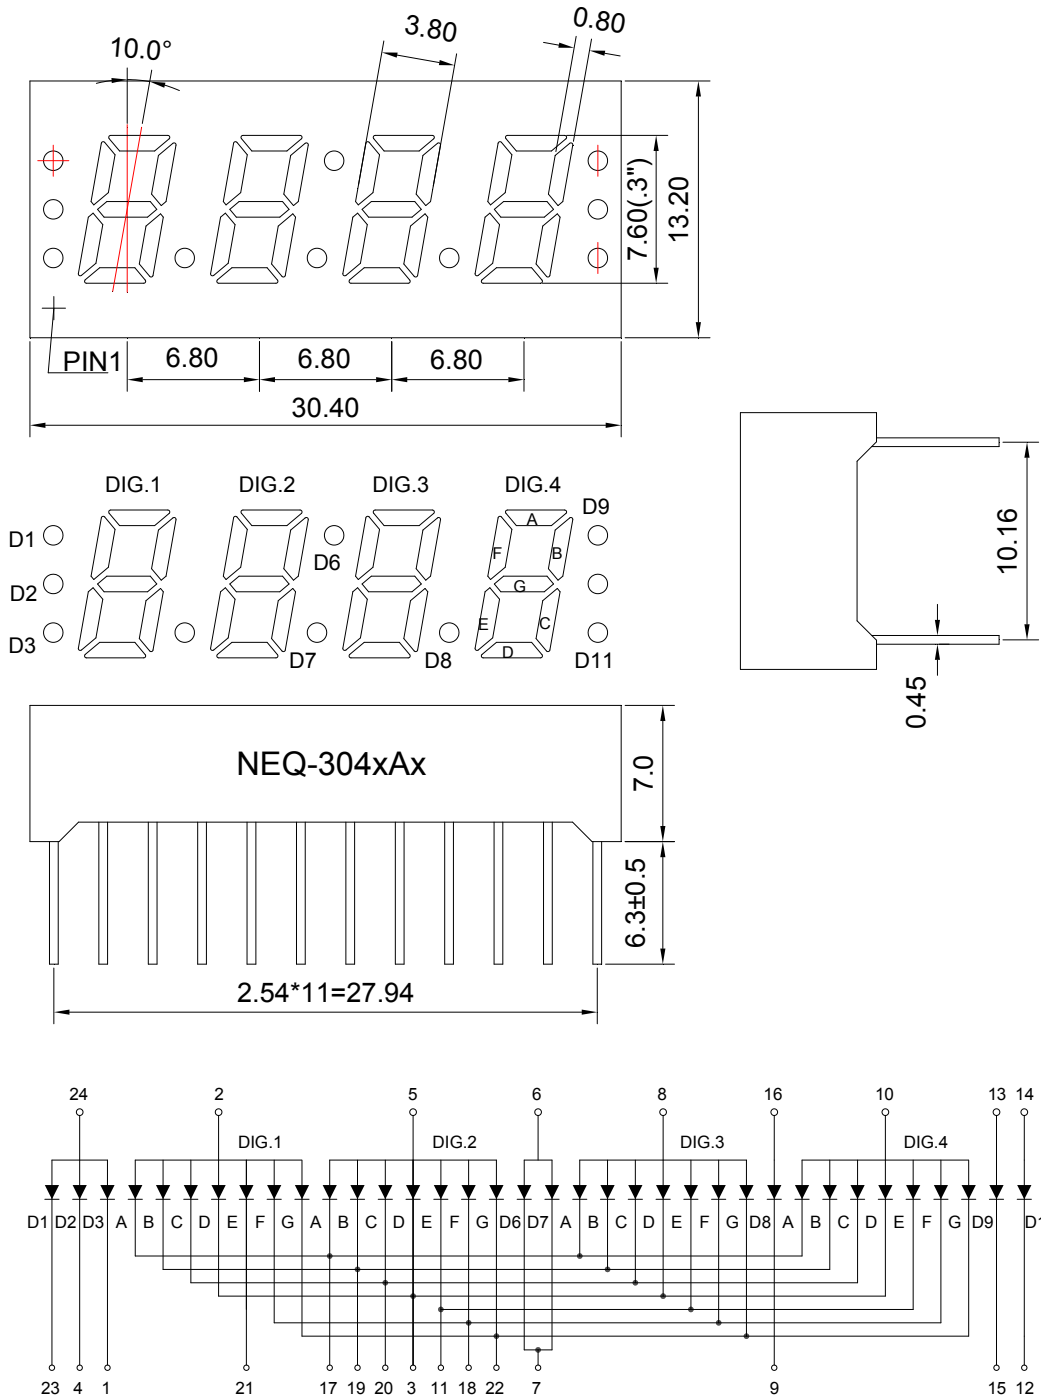 10.0°
3.80
0.80
7.60(.3")
13.20
PIN1
6.80
6.80
6.80
30.40
DIG.1
DIG.2
DIG.3
DIG.4
D1
D2
D3
D6
D7
D8
D9
D11
A
F
B
G
E
C
D
10.16
0.45
NEQ-304xAx
7.0
6.3±0.5
2.54*11=27.94
24
2
5
6
8
16
10
13
14
DIG.1
DIG.2
DIG.3
DIG.4
D1 D2 D3 A B C D E F G A B C D E F G D6 D7 A B C D E F G D8 A B C D E F G D9
23 4 1 21 17 19 20 3 11 18 22 7 9 15 12